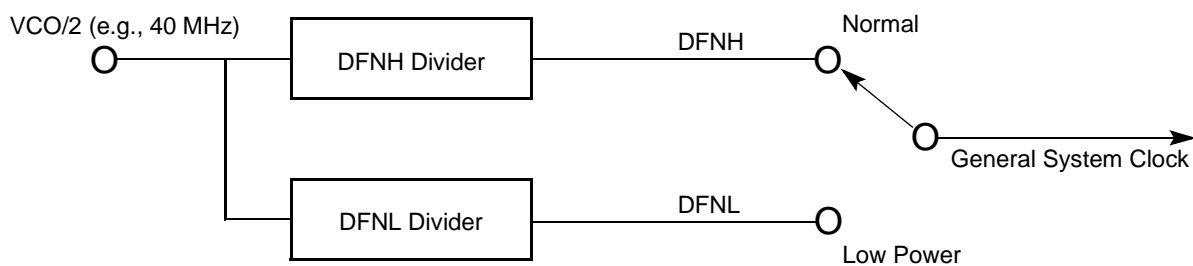 VCO/2 (e.g., 40 MHz)
DFNH Divider
DFNH
Normal
General System Clock
DFNL Divider
DFNL
Low Power